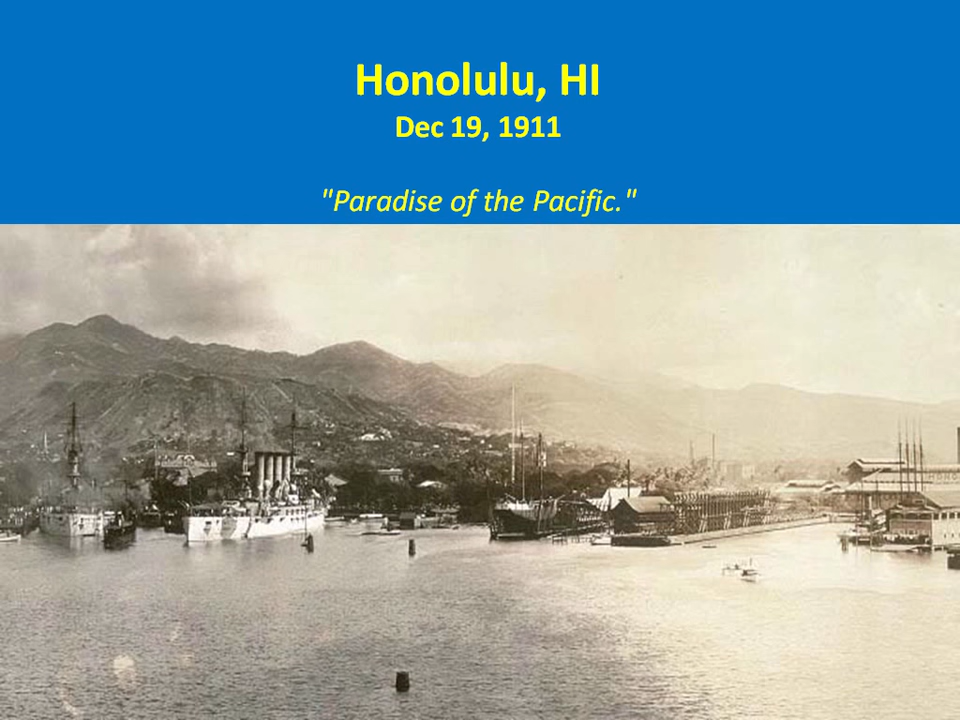 Honolulu, HI
Dec 19, 1911
"Paradise of the Pacific."